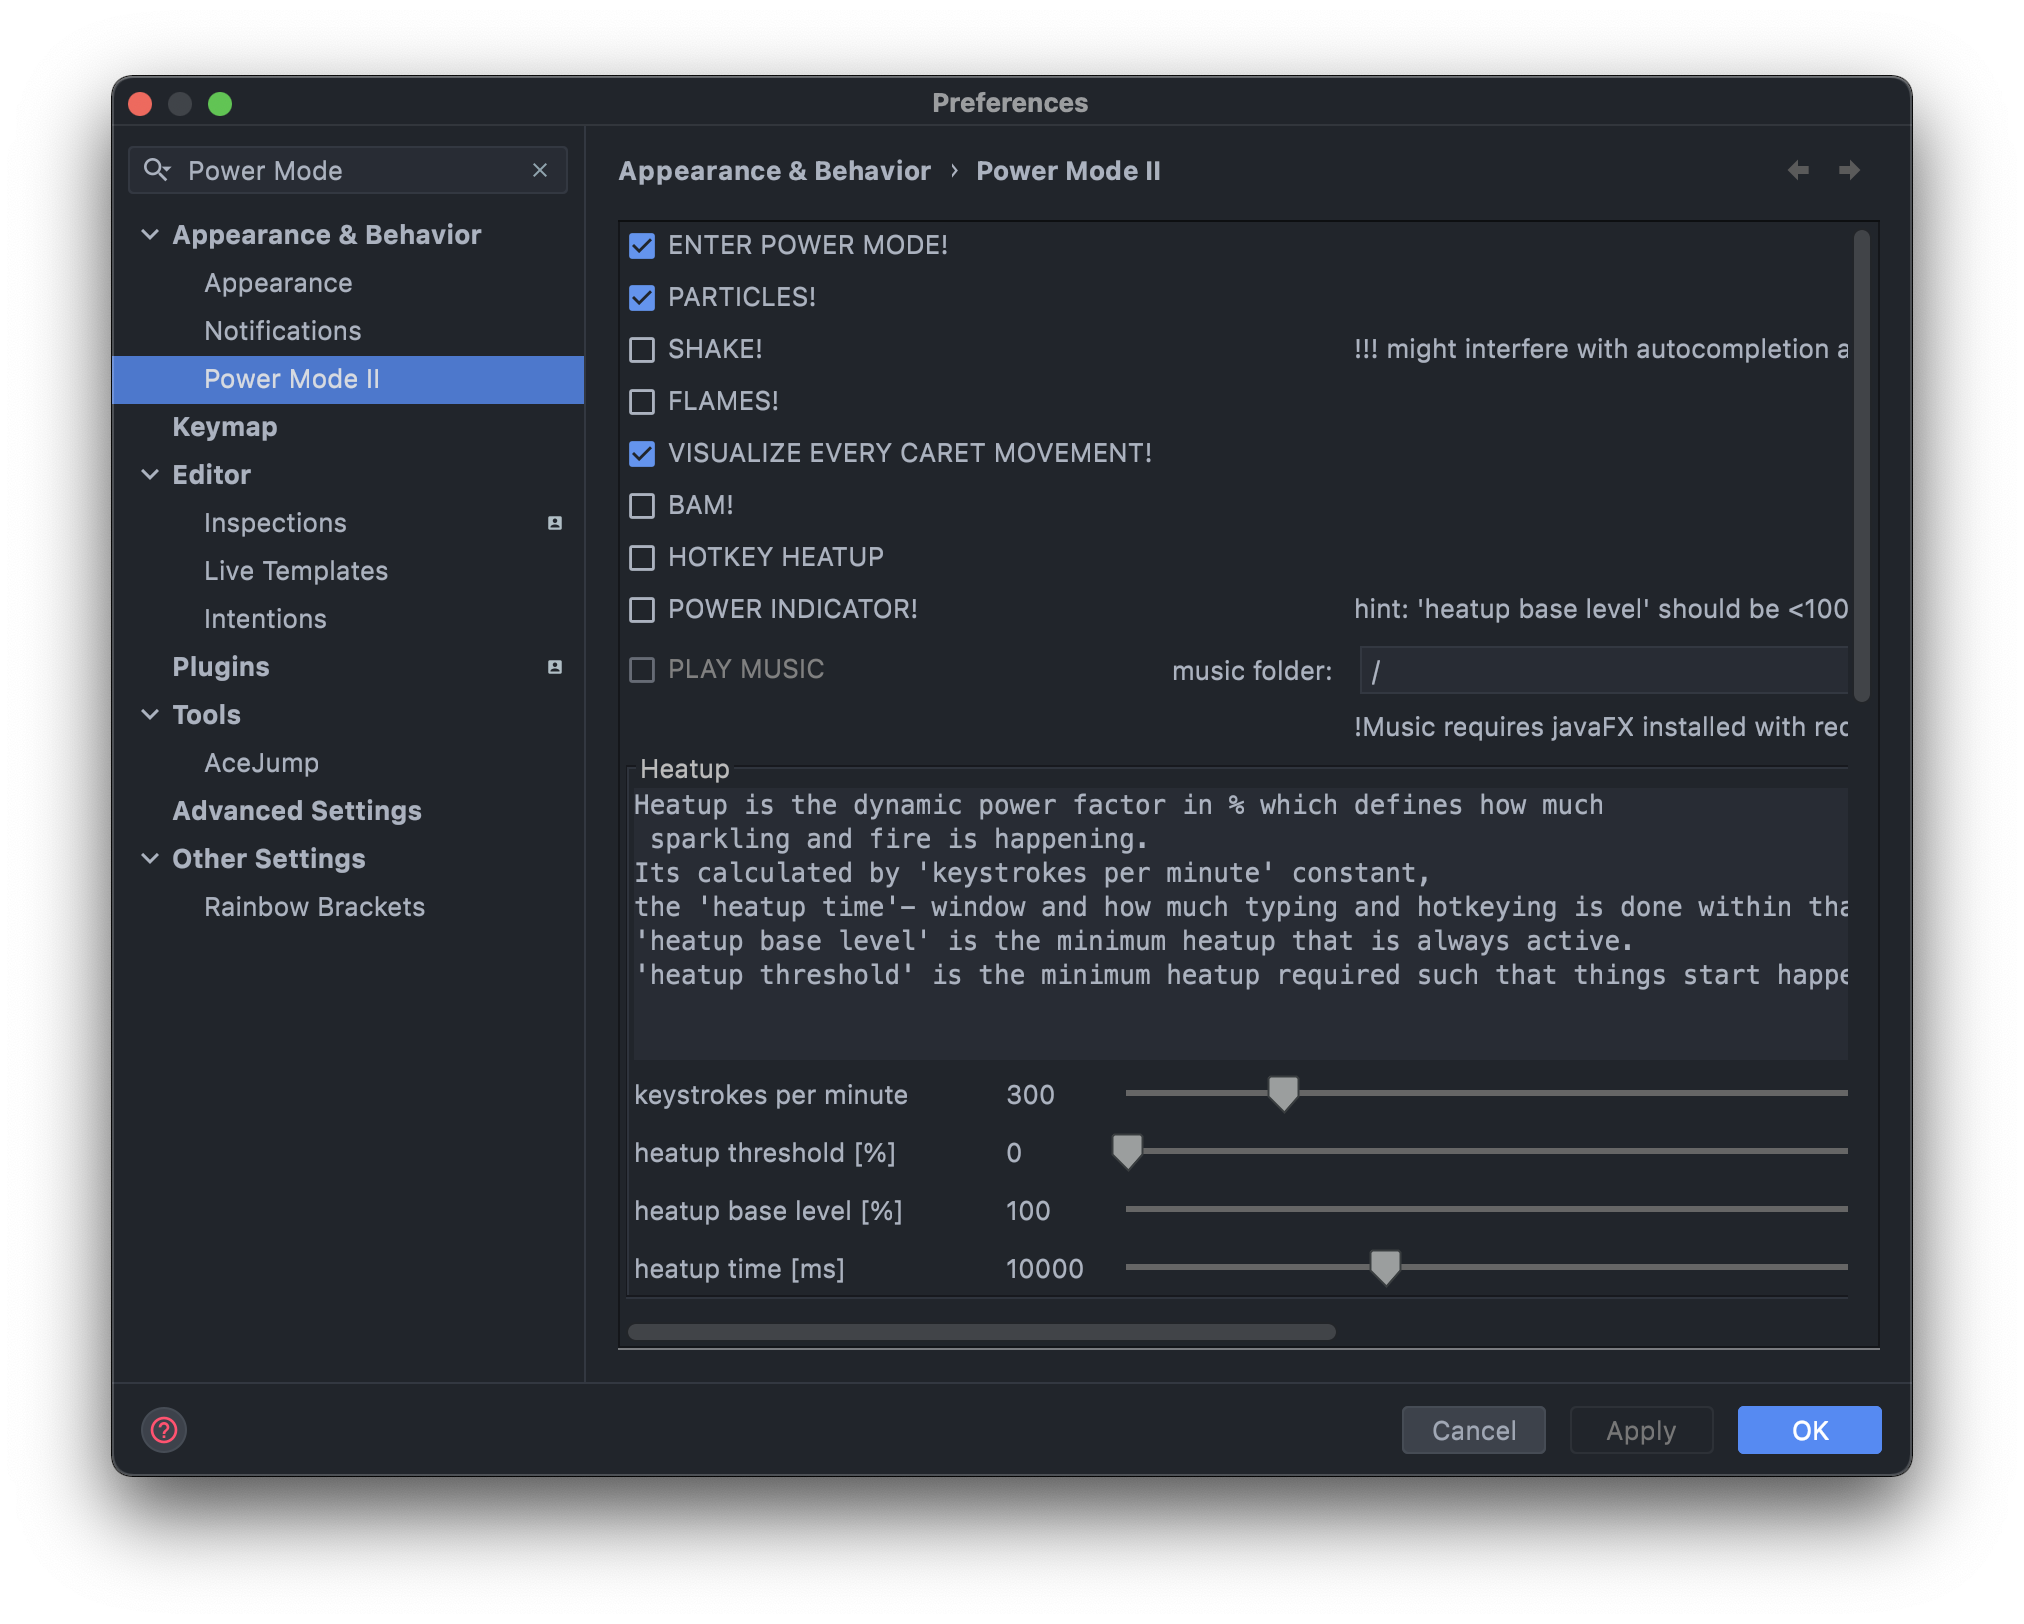 Preferences
Power Mode
Appearance & Behavior
Appearance
Notifications
Power Mode II
Keymap
Editor
Inspections
Live Templates
Intentions
Plugins
Tools
AceJump
Advanced Settings
Other Settings
Rainbow Brackets
Appearance & Behavior › Power Mode II
ENTER POWER MODE!
PARTICLES!
SHAKE! !!! might interfere with autocompletion a
FLAMES!
VISUALIZE EVERY CARET MOVEMENT!
BAM!
HOTKEY HEATUP
POWER INDICATOR! hint: 'heatup base level' should be <100
PLAY MUSIC music folder: /
!Music requires javaFX installed with
Heatup
Heatup is the dynamic power factor in % which defines how much
sparkling and fire is happening.
Its calculated by 'keystrokes per minute' constant,
the 'heatup time'- window and how much typing and hotkeying is done within
'heatup base level' is the minimum heatup that is always active.
'heatup threshold' is the minimum heatup required such that things start
keystrokes per minute 300
heatup threshold [%] 0
heatup base level [%] 100
heatup time [ms] 10000
?
Cancel Apply OK